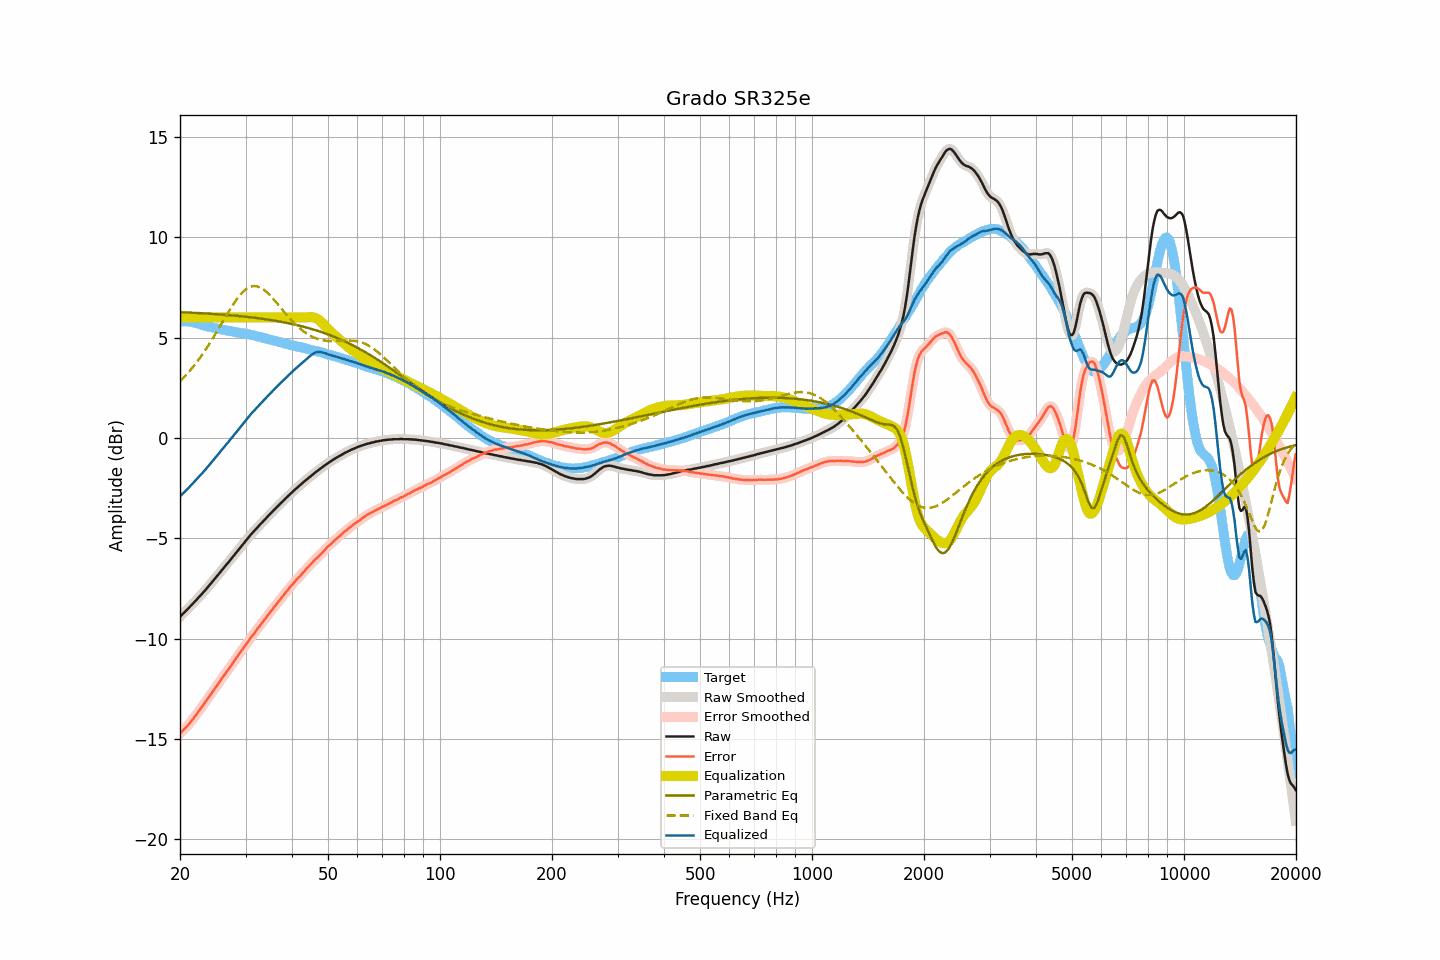 Grado SR325e
Amplitude (dBr)
15
10
5
0
−5
−10
−15
−20
Target
Raw Smoothed
Error Smoothed
Raw
Error
Equalization
Parametric Eq
Fixed Band Eq
Equalized
20 50 100 200 500 1000 2000 5000 10000 20000
Frequency (Hz)